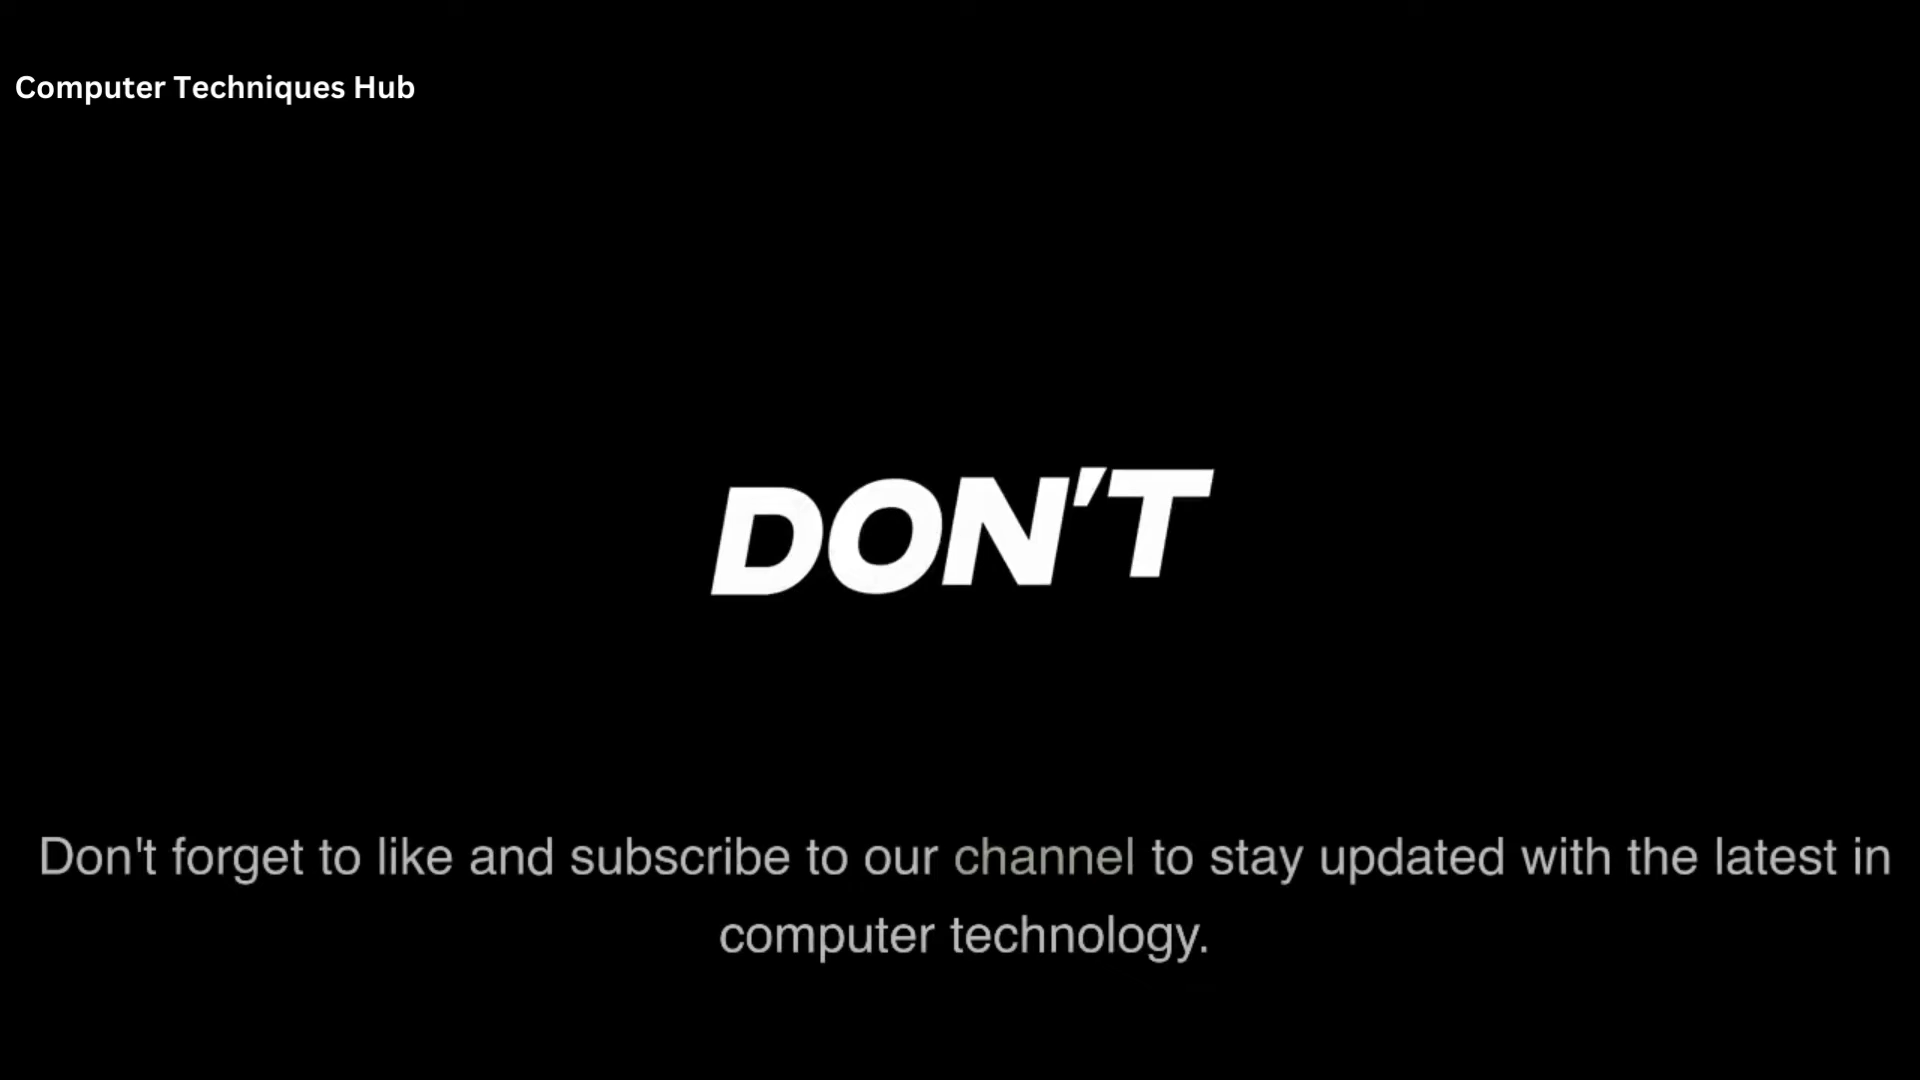 Computer Techniques Hub
DON'T
Don't forget to like and subscribe to our channel to stay updated with the latest in
computer technology.